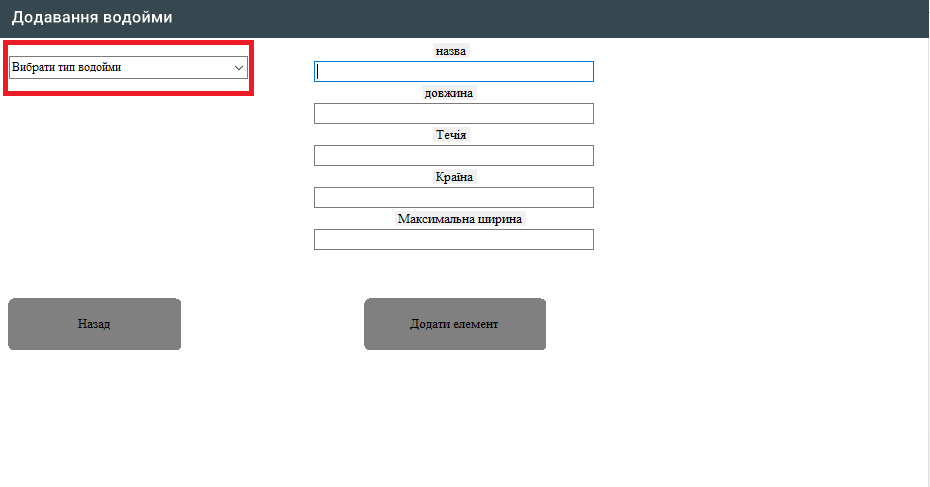 Додавання водойми
Вибрати тип водойми
назва
довжина
Течія
Країна
Максимальна ширина
Назад
Додати елемент